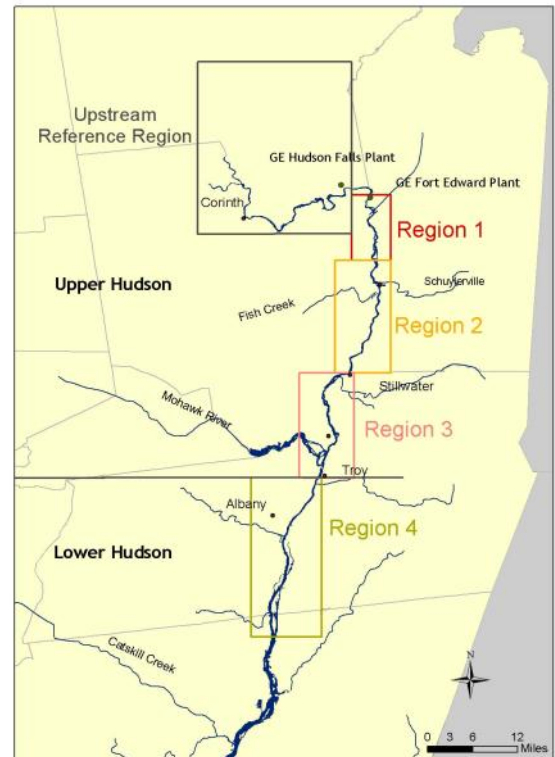 Upstream
Reference Region
GE Hudson Falls Plant
GE Fort Edward Plant
Corinth
Region 1
Upper Hudson
Schuylerville
Fish Creek
Region 2
Stillwater
Mohawk River
Region 3
Troy
Albany
Region 4
Lower Hudson
Catskill Creek
N
0 3 6 12
Miles